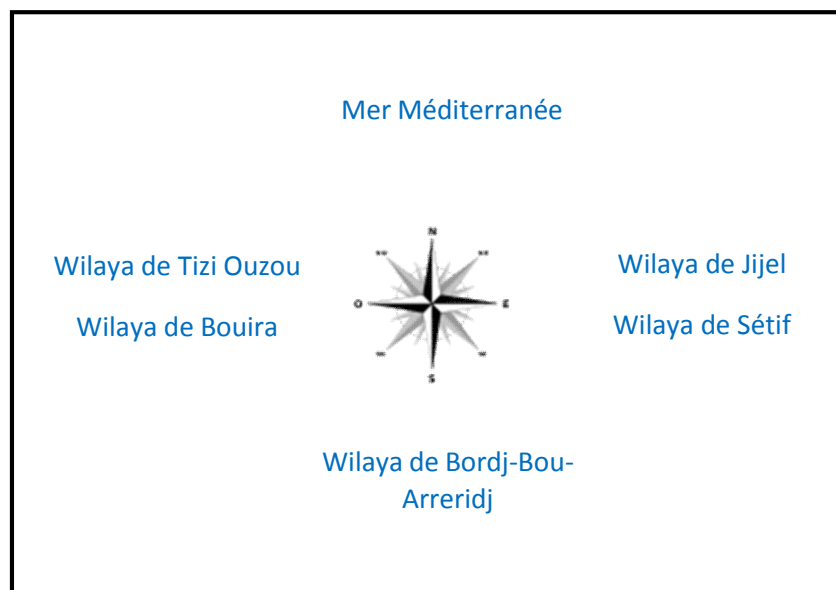 Mer Méditerranée
N
Wilaya de Tizi Ouzou
Wilaya de Jijel
O
E
Wilaya de Bouira
Wilaya de Sétif
S
Wilaya de Bordj-Bou-
Arreridj